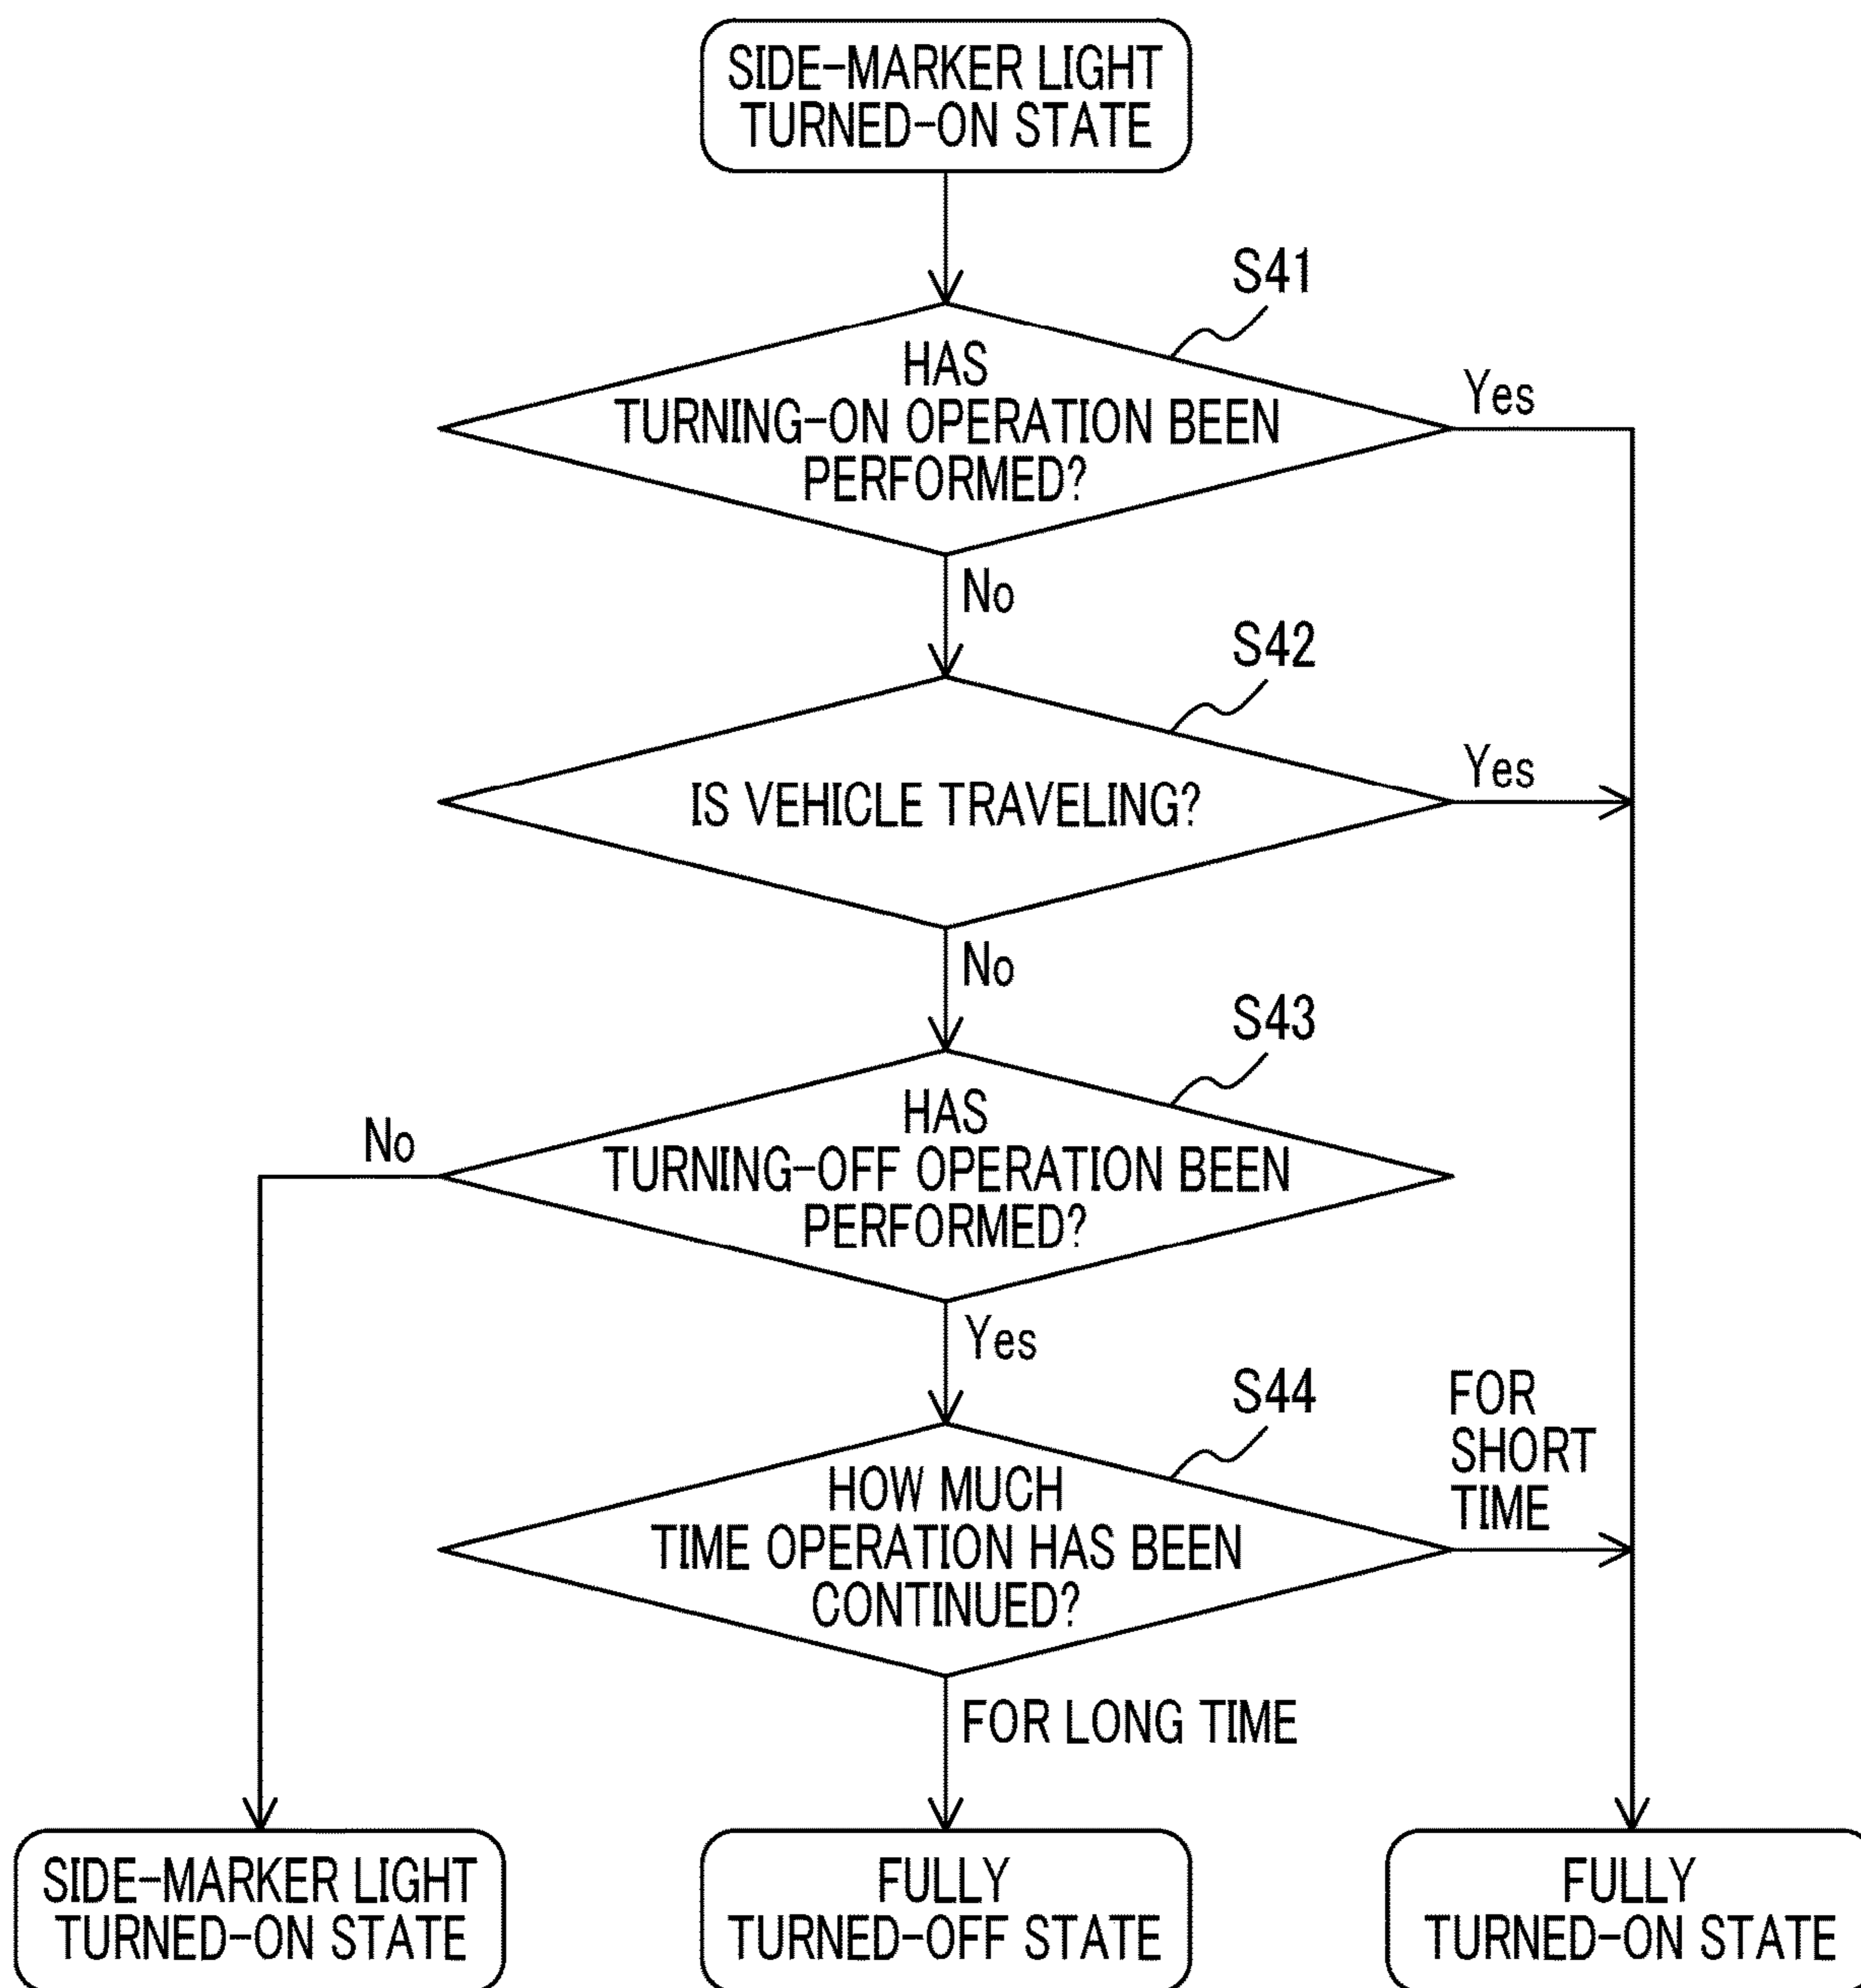 SIDE-MARKER LIGHT
TURNED-ON STATE
S41
HAS
TURNING-ON OPERATION BEEN
PERFORMED?
Yes
No
S42
IS VEHICLE TRAVELING?
Yes
No
S43
HAS
TURNING-OFF OPERATION BEEN
PERFORMED?
No
Yes
S44
HOW MUCH
TIME OPERATION HAS BEEN
CONTINUED?
FOR
SHORT
TIME
FOR LONG TIME
SIDE-MARKER LIGHT
TURNED-ON STATE
FULLY
TURNED-OFF STATE
FULLY
TURNED-ON STATE